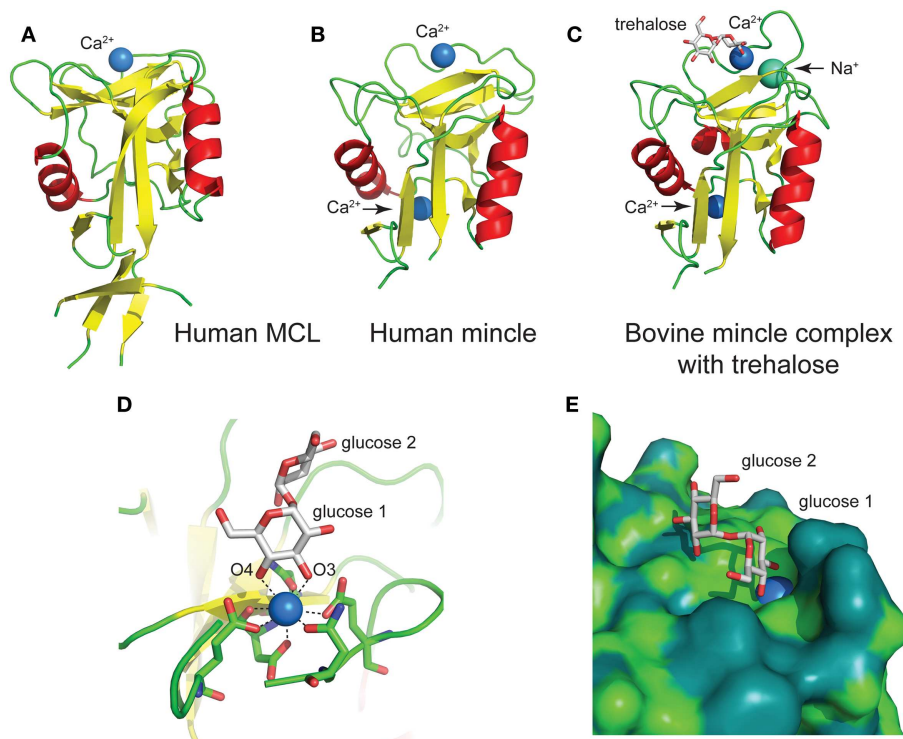 A
Ca²⁺
Human MCL
B
Ca²⁺
Ca²⁺
Human mincle
C
trehalose
Ca²⁺
Na⁺
Ca²⁺
Bovine mincle complex
with trehalose
D
glucose 2
glucose 1
O4
O3
E
glucose 2
glucose 1